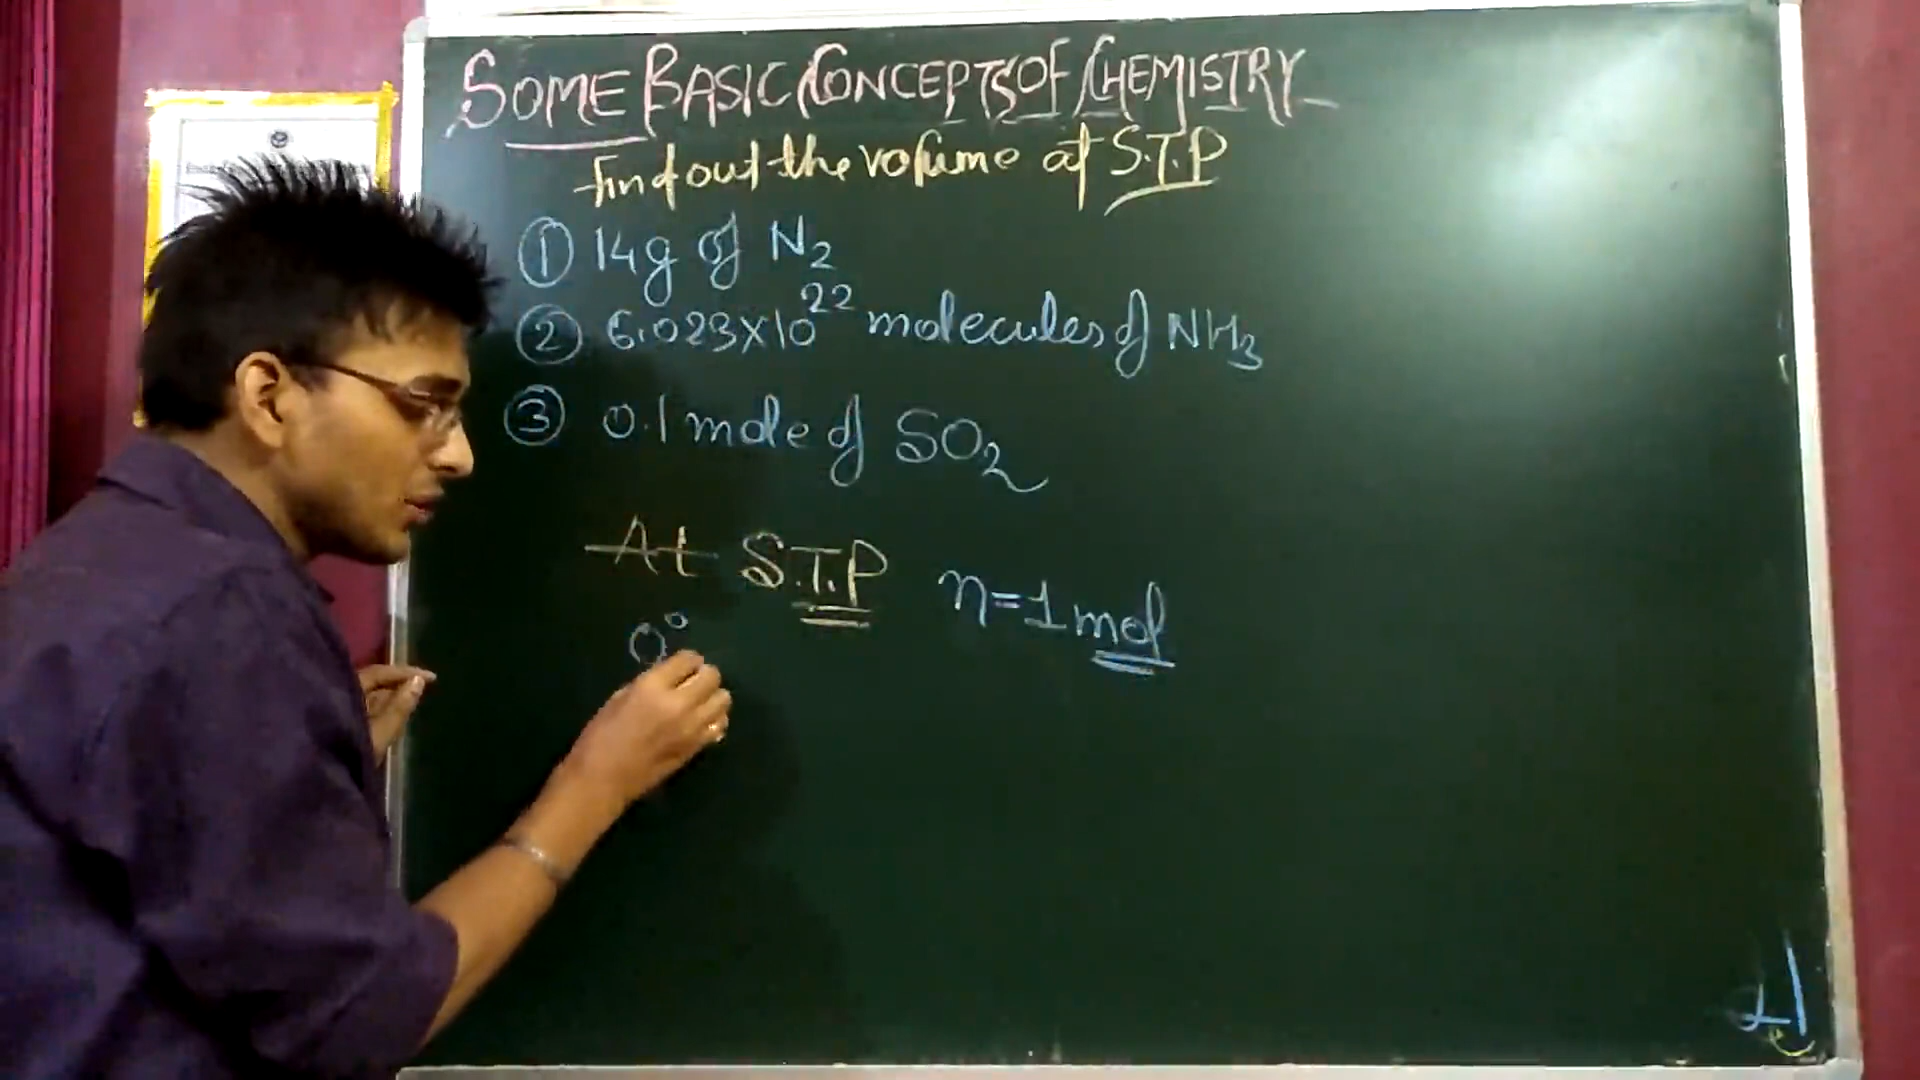 SOME BASIC CONCEPTS OF CHEMISTRY
Find out the volume at S.T.P
① 14g of N₂
② 6.023×10²² molecules of NH₃
③ 0.1 mole of SO₂
At S.T.P n=1 mol
0°